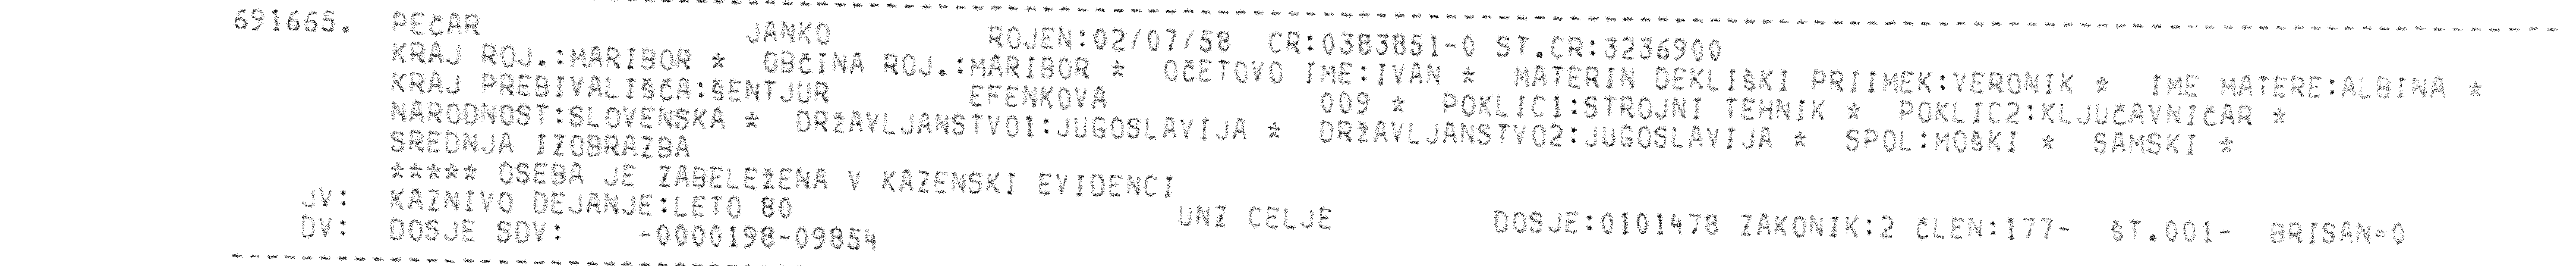 691665. PEČAR JANKO ROJEN:02/07/58 CR:0383851-0 ST.CR:3236900
KRAJ ROJ.:MARIBOR * OBČINA ROJ.:MARIBOR * OČETOVO IME:IVAN * MATERIN DEKLIŠKI PRIIMEK:VERONIK * IME MATERE:ALBINA *
KRAJ PREBIVALIŠČA:ŠENTJUR EFENKOVA 009 * POKLIC1:STROJNI TEHNIK * POKLIC2:KLJUČAVNIČAR *
NARODNOST:SLOVENSKA * DRŽAVLJANSTVO1:JUGOSLAVIJA * DRŽAVLJANSTVO2:JUGOSLAVIJA * SPOL:MOŠKI * SAMSKI *
SREDNJA IZOBRAZBA
***** OSEBA JE ZABELEŽENA V KAZENSKI EVIDENCI
JV: KAZNIVO DEJANJE:LETO 80 UNZ CELJE DOSJE:0101478 ZAKONIK:2 ČLEN:177- ŠT.001- BRISAN=0
DV: DOSJE SDV: -0000198-09854